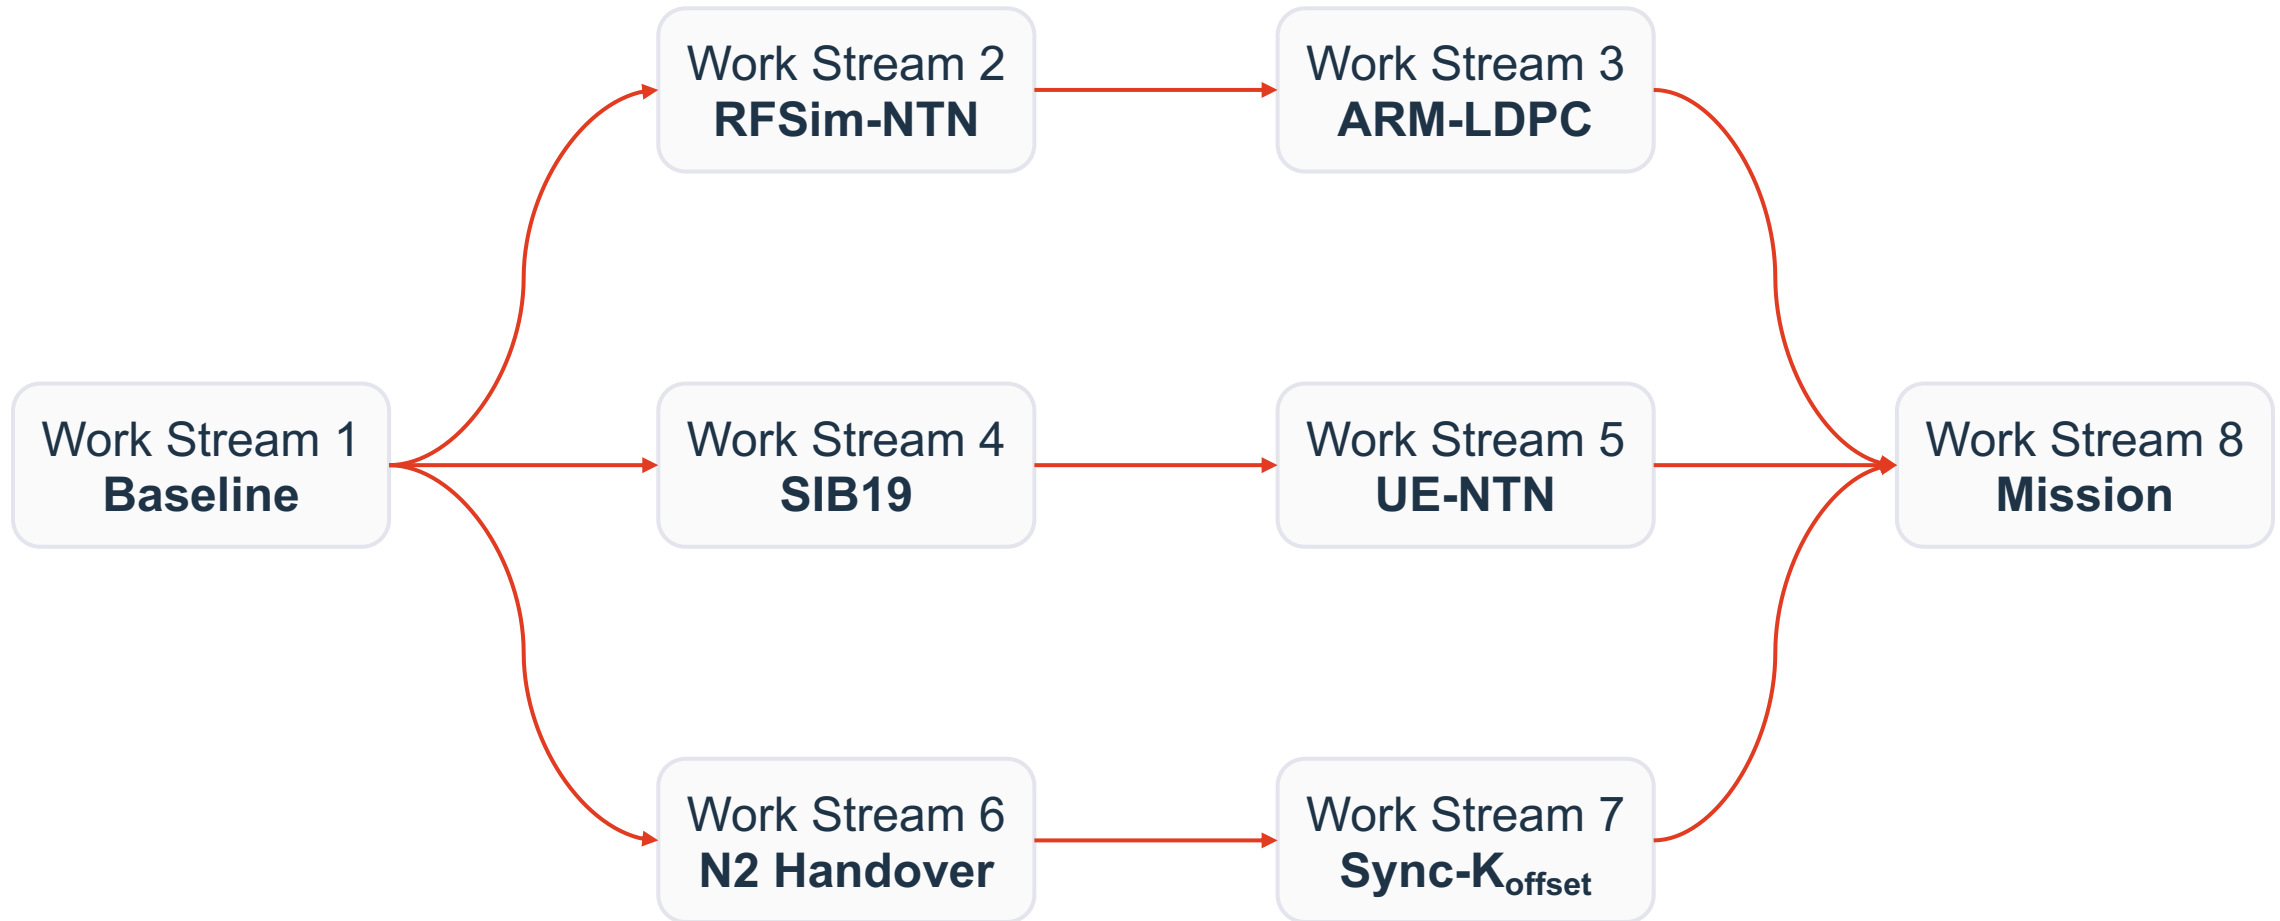 Work Stream 2
RFSim-NTN
Work Stream 3
ARM-LDPC
Work Stream 1
Baseline
Work Stream 4
SIB19
Work Stream 5
UE-NTN
Work Stream 8
Mission
Work Stream 6
N2 Handover
Work Stream 7
Sync-Koffset